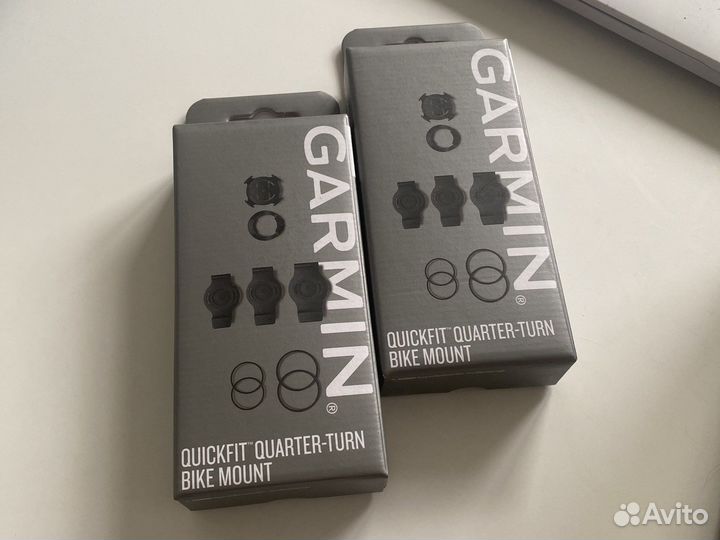 GARMIN®
QUICKFIT™ QUARTER-TURN
BIKE MOUNT
GARMIN®
QUICKFIT™ QUARTER-TURN
BIKE MOUNT
Avito